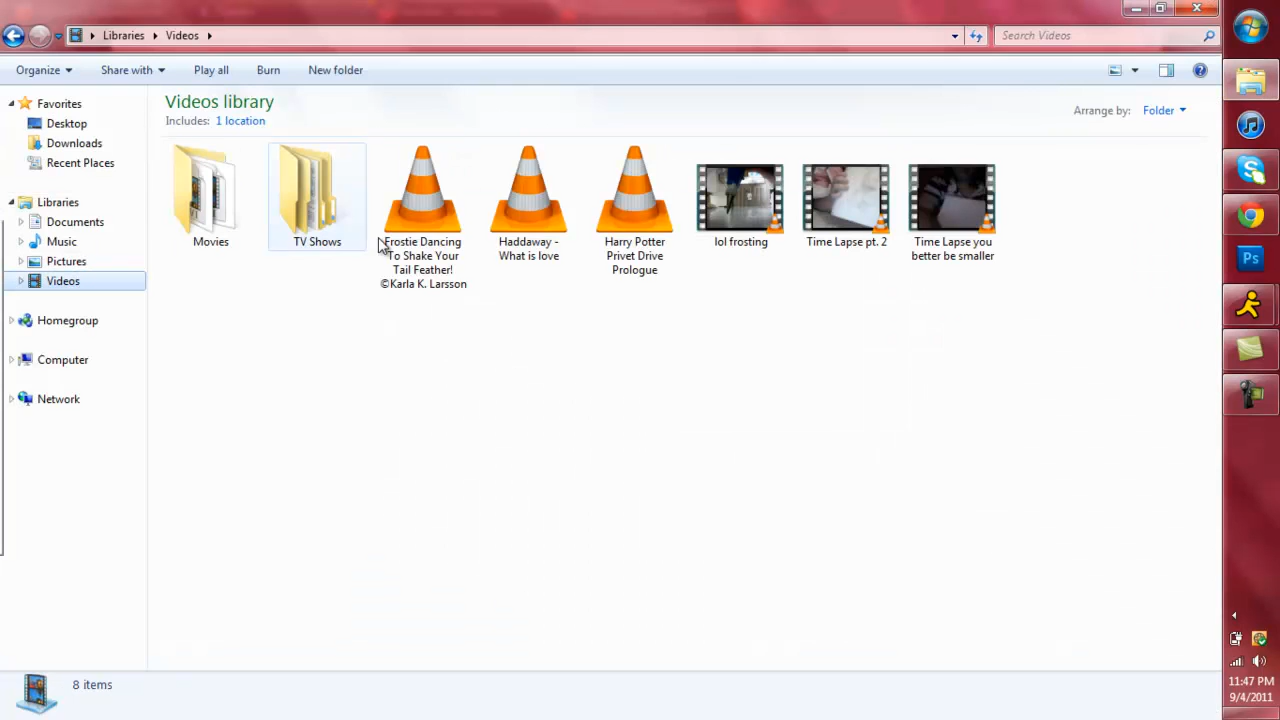 Libraries Videos
Search Videos
Organize Share with Play all Burn New folder
Favorites
Desktop
Downloads
Recent Places
Libraries
Documents
Music
Pictures
Videos
Homegroup
Computer
Network
Videos library
Includes: 1 location
Arrange by: Folder
Movies
TV Shows
Frostie Dancing
To Shake Your
Tail Feather!
©Karla K. Larsson
Haddaway -
What is love
Harry Potter
Privet Drive
Prologue
lol frosting
Time Lapse pt. 2
Time Lapse you
better be smaller
8 items
Ps
11:47 PM
9/4/2011